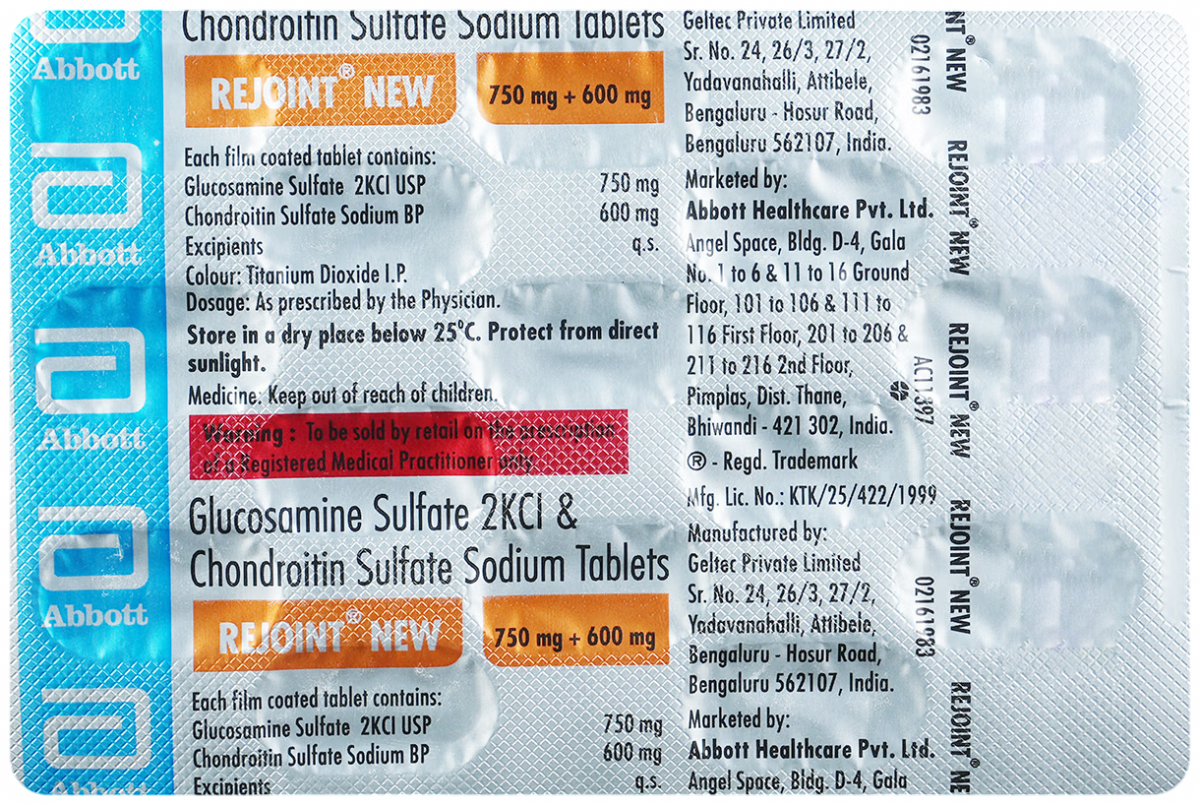 Abbott
Abbott
Abbott
Abbott
Abbott
Chondroitin Sulfate Sodium Tablets
REJOINT® NEW 750 mg + 600 mg
Each film coated tablet contains:
Glucosamine Sulfate 2KCl USP 750 mg
Chondroitin Sulfate Sodium BP 600 mg
Excipients q.s.
Colour: Titanium Dioxide I.P.
Dosage: As prescribed by the Physician.
Store in a dry place below 25°C. Protect from direct
sunlight.
Medicine: Keep out of reach of children.
Warning : To be sold by retail on the prescription
of a Registered Medical Practitioner only
Glucosamine Sulfate 2KCl &
Chondroitin Sulfate Sodium Tablets
REJOINT® NEW 750 mg + 600 mg
Each film coated tablet contains:
Glucosamine Sulfate 2KCl USP 750 mg
Chondroitin Sulfate Sodium BP 600 mg
Excipients q.s.
Geltec Private Limited
Sr. No. 24, 26/3, 27/2,
Yadavanahalli, Attibele,
Bengaluru - Hosur Road,
Bengaluru 562107, India.
Marketed by:
Abbott Healthcare Pvt. Ltd.
Angel Space, Bldg. D-4, Gala
No. 1 to 6 & 11 to 16 Ground
Floor, 101 to 106 & 111 to
116 First Floor, 201 to 206 &
211 to 216 2nd Floor,
Pimplas, Dist. Thane,
Bhiwandi - 421 302, India.
® - Regd. Trademark
Mfg. Lic. No.: KTK/25/422/1999
Manufactured by:
Geltec Private Limited
Sr. No. 24, 26/3, 27/2,
Yadavanahalli, Attibele,
Bengaluru - Hosur Road,
Bengaluru 562107, India.
Marketed by:
Abbott Healthcare Pvt. Ltd.
Angel Space, Bldg. D-4, Gala
02161983
AC11397
02161983
NT® NEW
REJOINT® NEW
REJOINT® NEW
REJOINT® NEW
REJOINT® NE